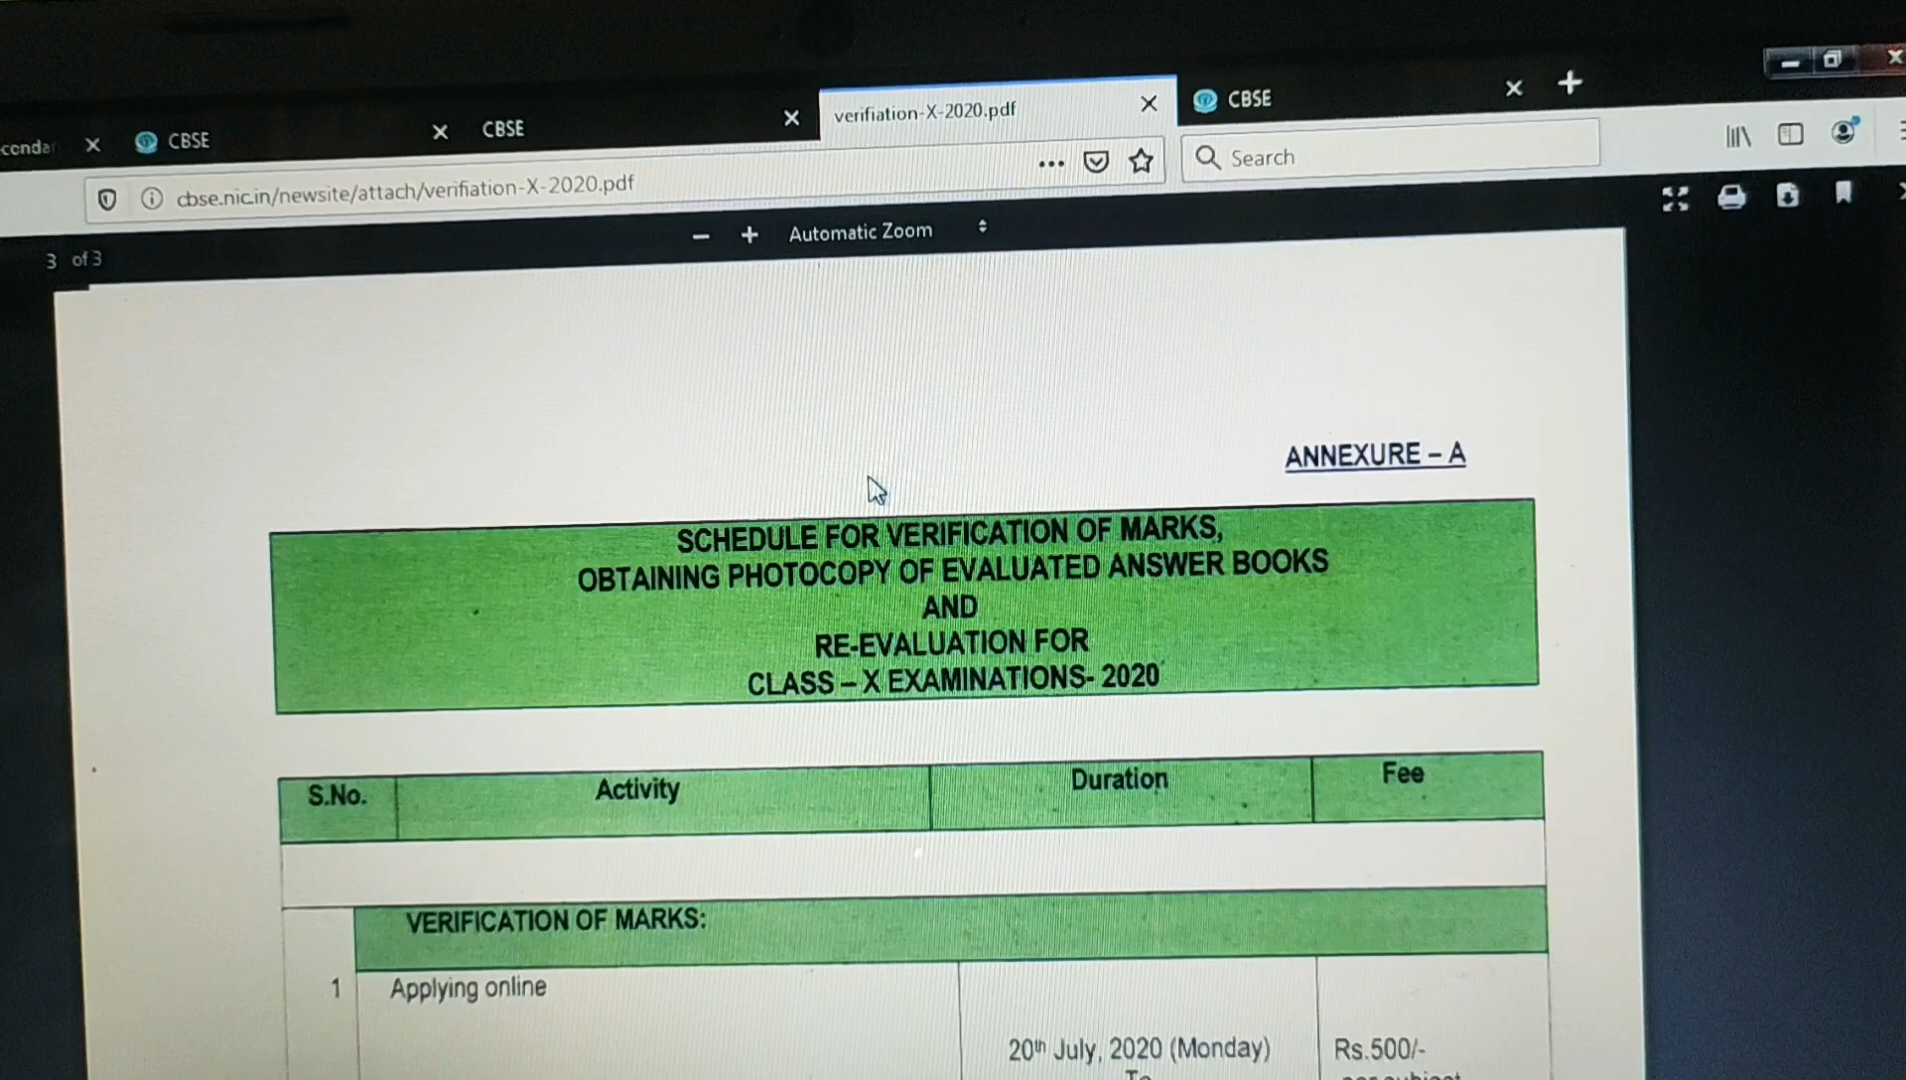 CBSE
CBSE
verifiation-X-2020.pdf
CBSE
cbse.nic.in/newsite/attach/verifiation-X-2020.pdf
Search
3 of 3
Automatic Zoom
ANNEXURE – A
SCHEDULE FOR VERIFICATION OF MARKS,
OBTAINING PHOTOCOPY OF EVALUATED ANSWER BOOKS
AND
RE-EVALUATION FOR
CLASS – X EXAMINATIONS- 2020
S.No. Activity Duration Fee
VERIFICATION OF MARKS:
1 Applying online
20th July, 2020 (Monday) Rs.500/-
To